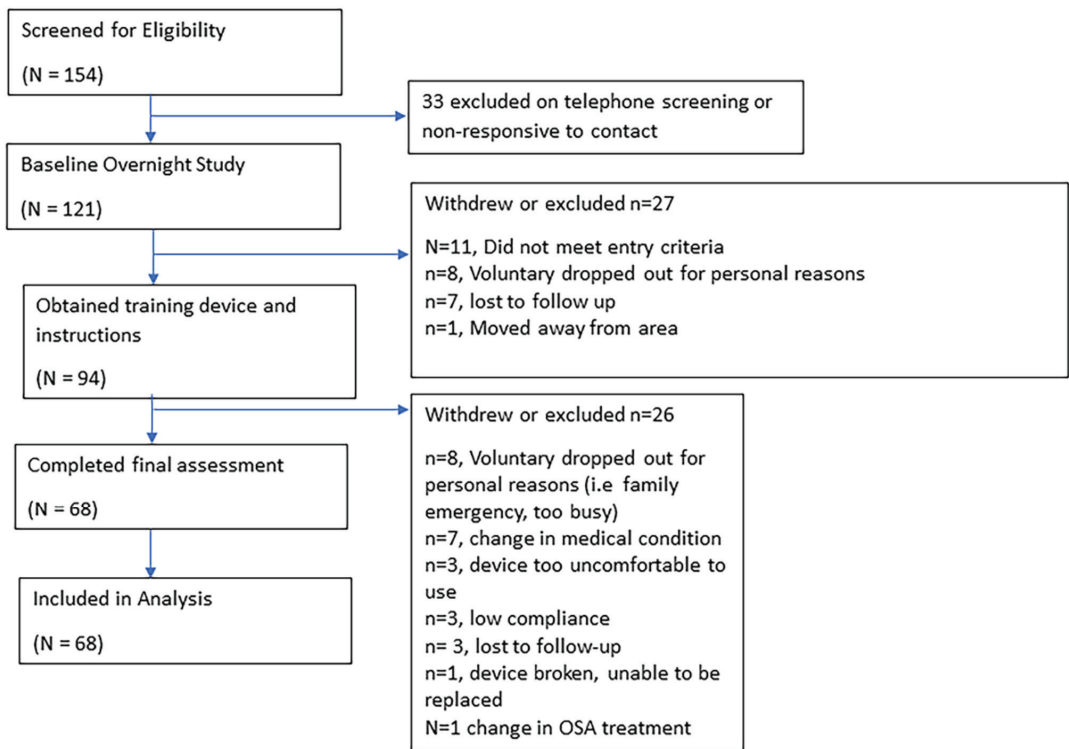 Screened for Eligibility
(N = 154)
33 excluded on telephone screening or
non-responsive to contact
Baseline Overnight Study
(N = 121)
Withdrew or excluded n=27
N=11, Did not meet entry criteria
n=8, Voluntary dropped out for personal reasons
n=7, lost to follow up
n=1, Moved away from area
Obtained training device and
instructions
(N = 94)
Withdrew or excluded n=26
n=8, Voluntary dropped out for
personal reasons (i.e family
emergency, too busy)
n=7, change in medical condition
n=3, device too uncomfortable to
use
n=3, low compliance
n= 3, lost to follow-up
n=1, device broken, unable to be
replaced
N=1 change in OSA treatment
Completed final assessment
(N = 68)
Included in Analysis
(N = 68)